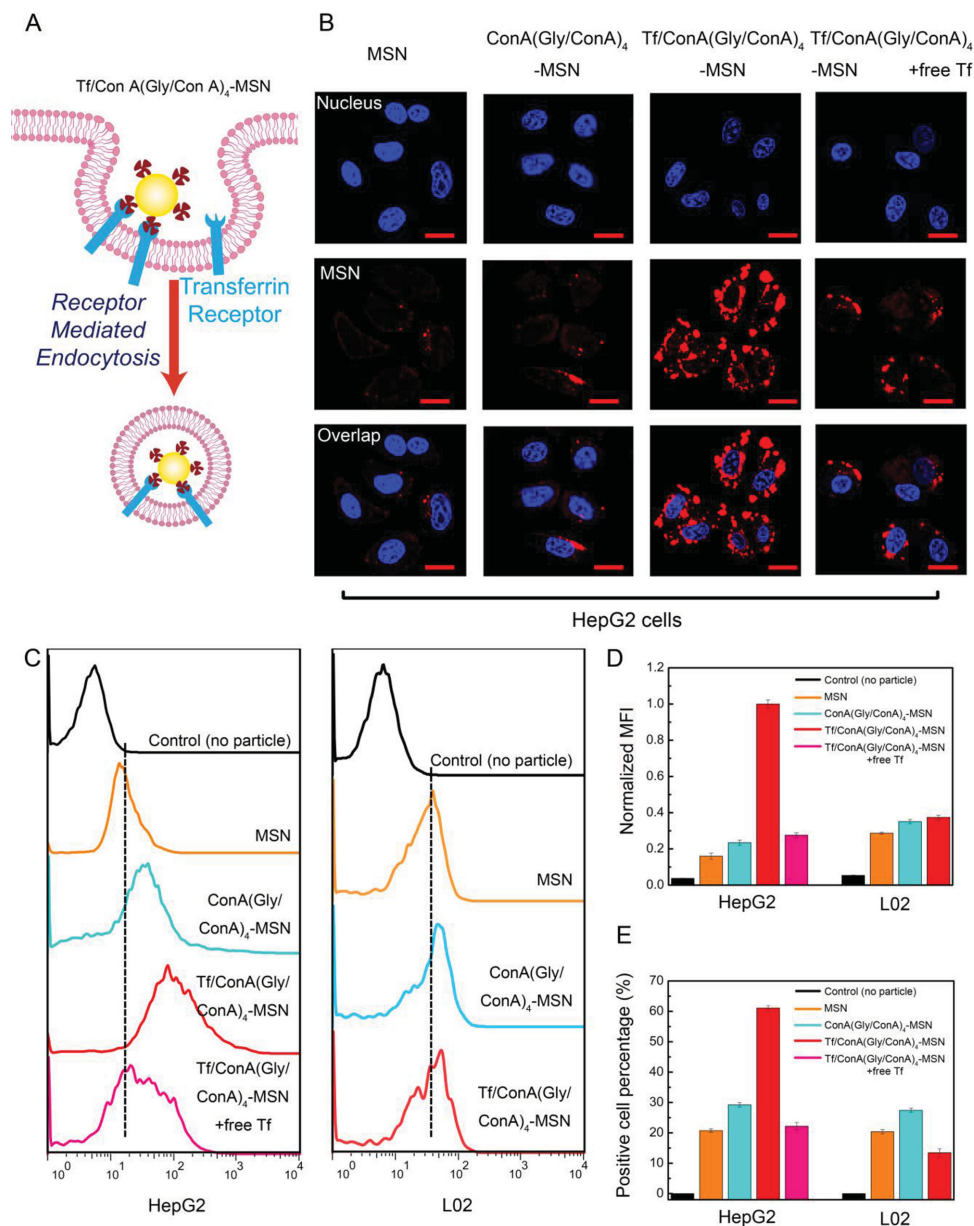 A
Tf/Con A(Gly/Con A)4-MSN
Receptor
Mediated
Endocytosis
Transferrin
Receptor
B
MSN
ConA(Gly/ConA)4
-MSN
Tf/ConA(Gly/ConA)4
-MSN
Tf/ConA(Gly/ConA)4
-MSN +free Tf
Nucleus
MSN
Overlap
HepG2 cells
C
Control (no particle)
MSN
ConA(Gly/
ConA)4-MSN
Tf/ConA(Gly/
ConA)4-MSN
Tf/ConA(Gly/
ConA)4-MSN
+free Tf
10^0 10^1 10^2 10^3 10^4
HepG2
Control (no particle)
MSN
ConA(Gly/
ConA)4-MSN
Tf/ConA(Gly/
ConA)4-MSN
10^0 10^1 10^2 10^3 10^4
L02
D
Normalized MFI
1.2
1.0
0.8
0.6
0.4
0.2
0.0
Control (no particle)
MSN
ConA(Gly/ConA)4-MSN
Tf/ConA(Gly/ConA)4-MSN
Tf/ConA(Gly/ConA)4-MSN
+free Tf
HepG2 L02
E
Positive cell percentage (%)
70
60
50
40
30
20
10
0
Control (no particle)
MSN
ConA(Gly/ConA)4-MSN
Tf/ConA(Gly/ConA)4-MSN
Tf/ConA(Gly/ConA)4-MSN
+free Tf
HepG2 L02